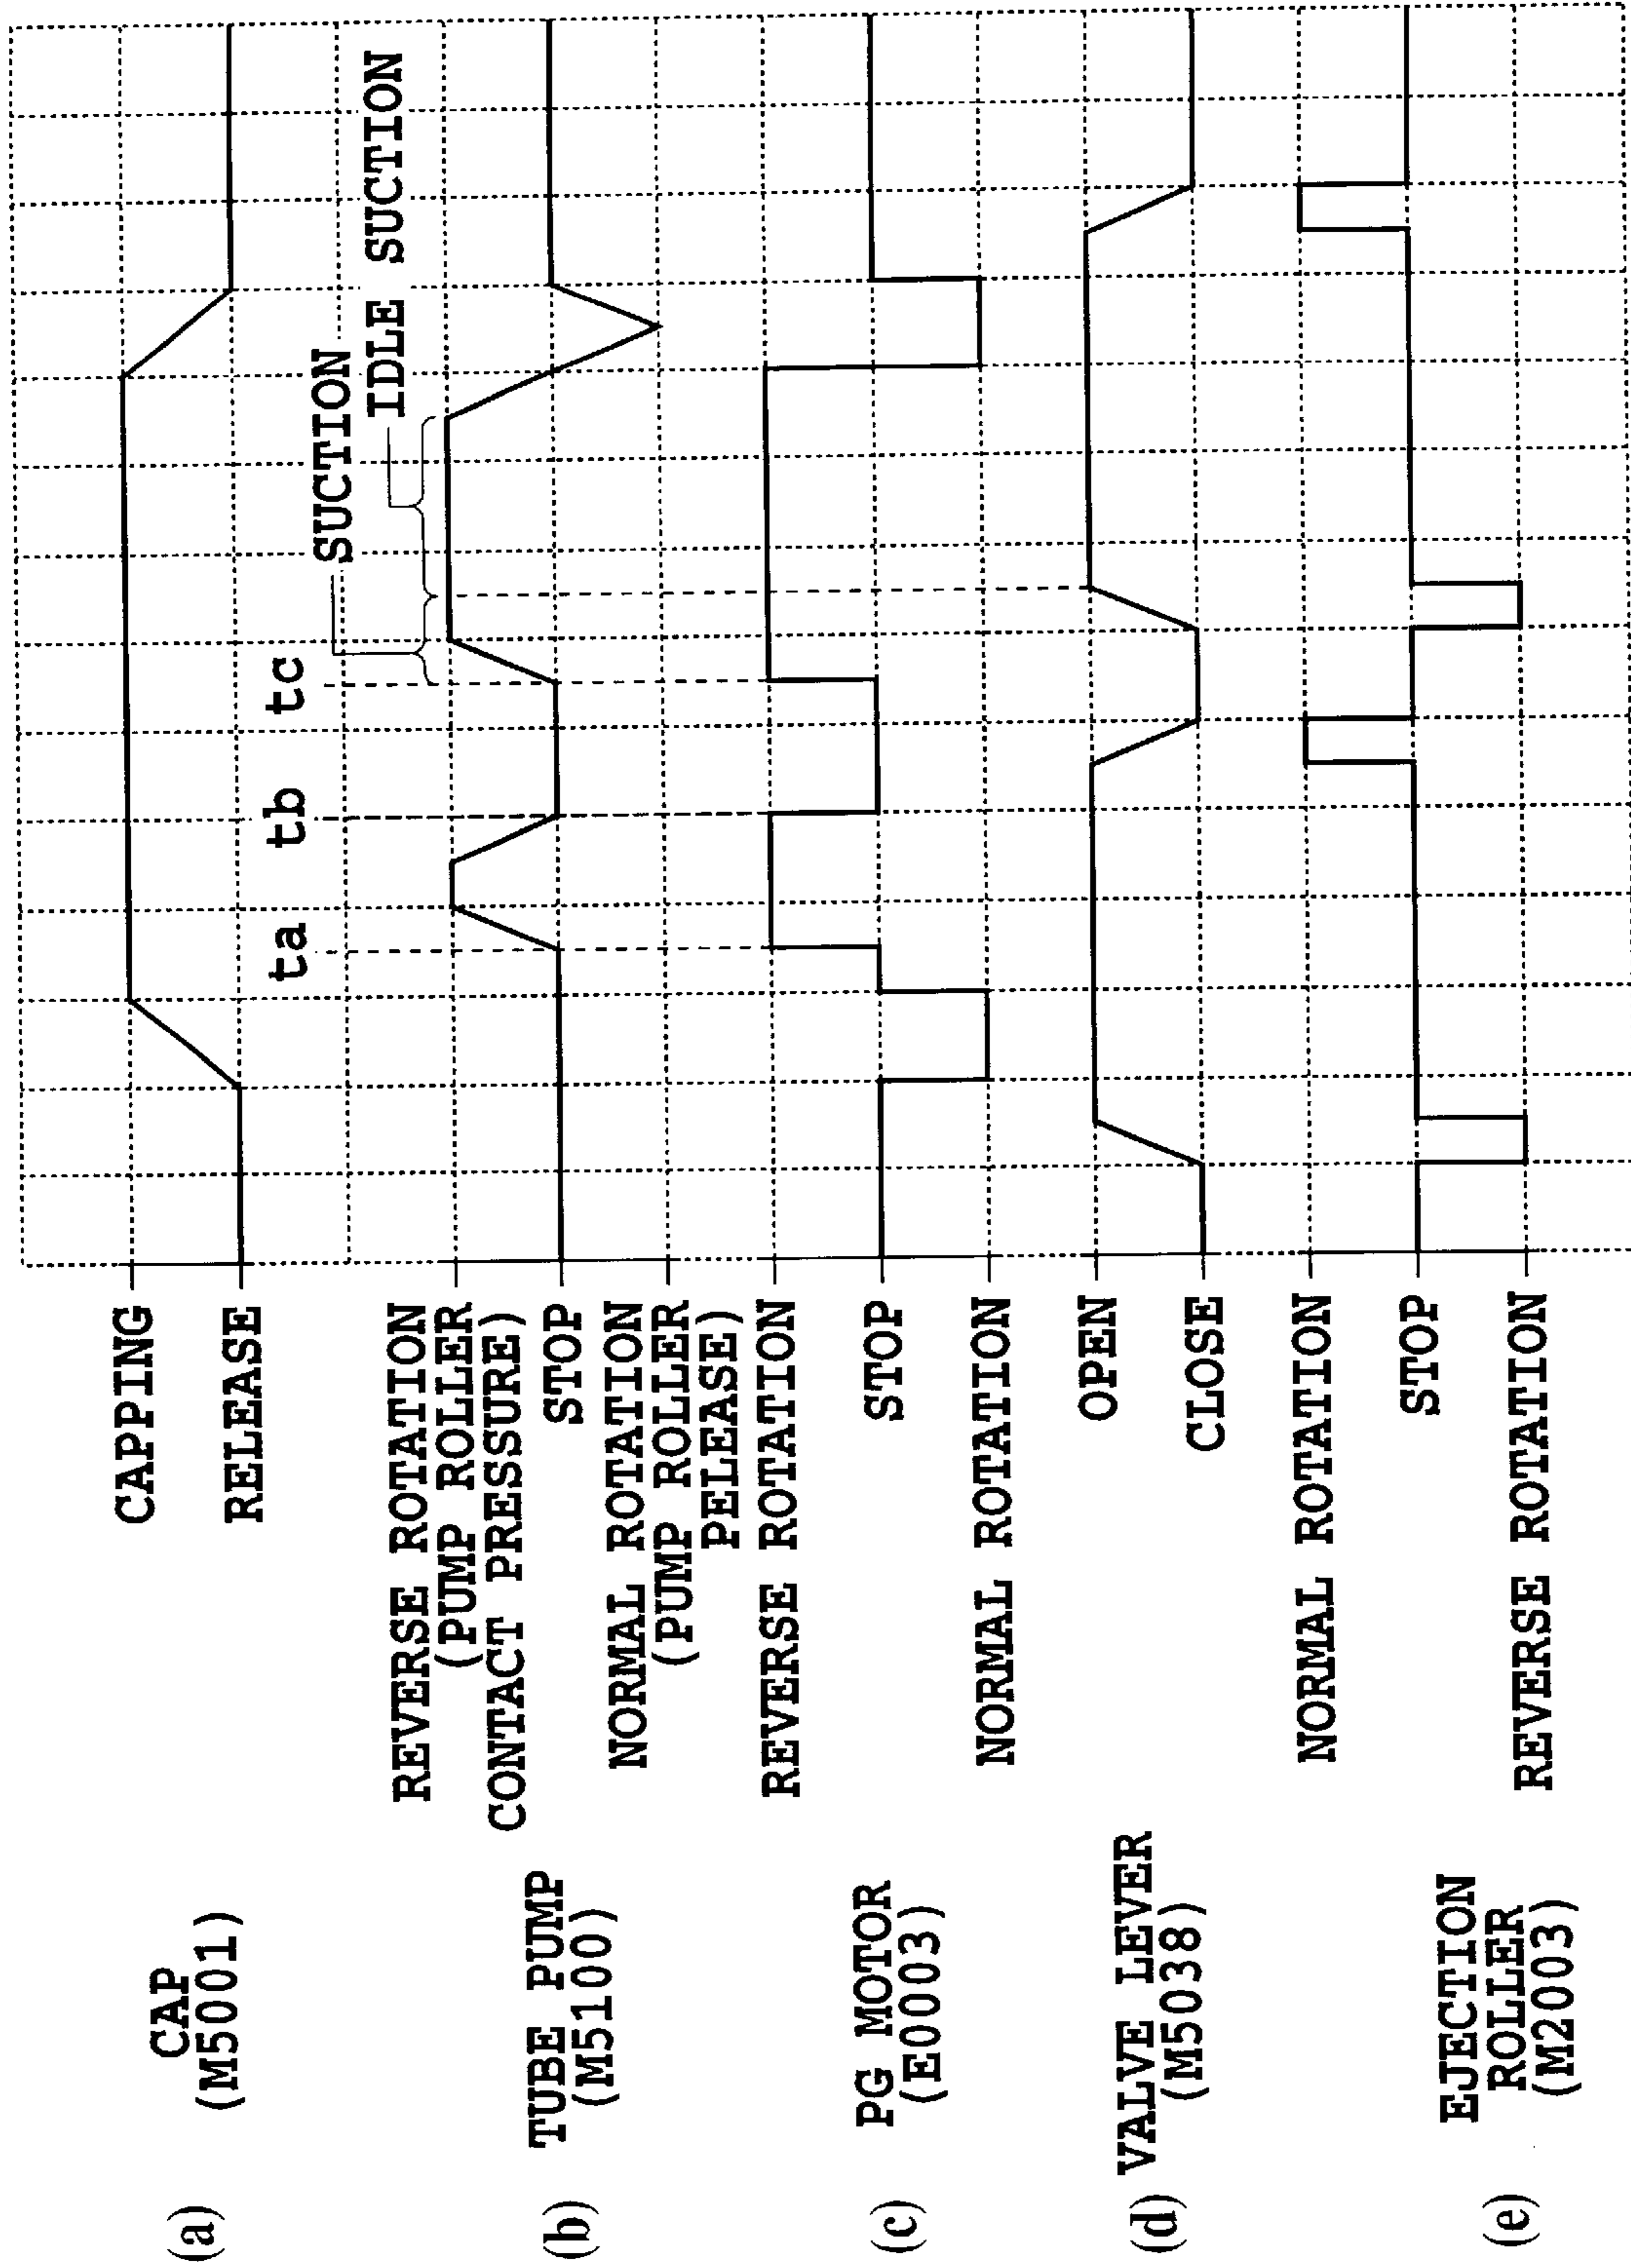 SUCTION
IDLE SUCTION
ta tb tc
(a)
CAP
(M5001)
CAPPING
RELEASE
(b)
TUBE PUMP
(M5100)
REVERSE ROTATION
(PUMP ROLLER
CONTACT PRESSURE)
STOP
NORMAL ROTATION
(PUMP ROLLER
PELEASE)
(c)
PG MOTOR
(E0003)
REVERSE ROTATION
STOP
NORMAL ROTATION
(d)
VALVE LEVER
(M5038)
OPEN
CLOSE
(e)
EJECTION
ROLLER
(M2003)
NORMAL ROTATION
STOP
REVERSE ROTATION